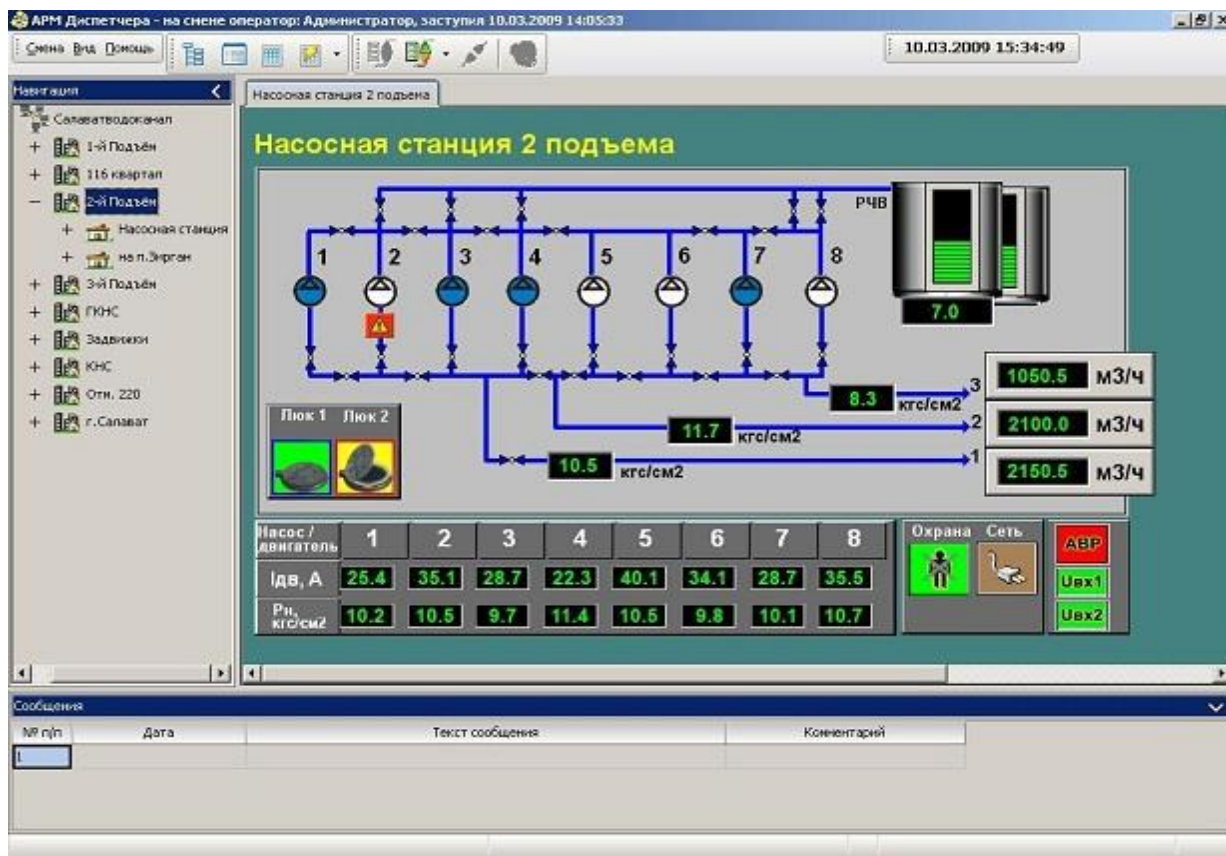 АРМ Диспетчера - на смене оператор: Администратор, заступил 10.03.2009 14:05:33
Смена Вид Помощь
10.03.2009 15:34:49
Навигация
Салаватводоканал
1-й Подъём
116 квартал
2-й Подъём
Насосная станция
на п.Зирган
3-й Подъём
ГКНС
Задвижки
КНС
Отм. 220
г.Салават
Насосная станция 2 подъема
Насосная станция 2 подъема
РЧВ
1 2 3 4 5 6 7 8
7.0
8.3 кгс/см2 3 1050.5 м3/ч
11.7 кгс/см2 2 2100.0 м3/ч
10.5 кгс/см2 1 2150.5 м3/ч
Люк 1 Люк 2
Насос / двигатель 1 2 3 4 5 6 7 8
Iдв, А 25.4 35.1 28.7 22.3 40.1 34.1 28.7 35.5
Рн, кгс/см2 10.2 10.5 9.7 11.4 10.5 9.8 10.1 10.7
Охрана Сеть
АВР
Uвх1
Uвх2
Сообщения
№ п/п Дата Текст сообщения Комментарий
1